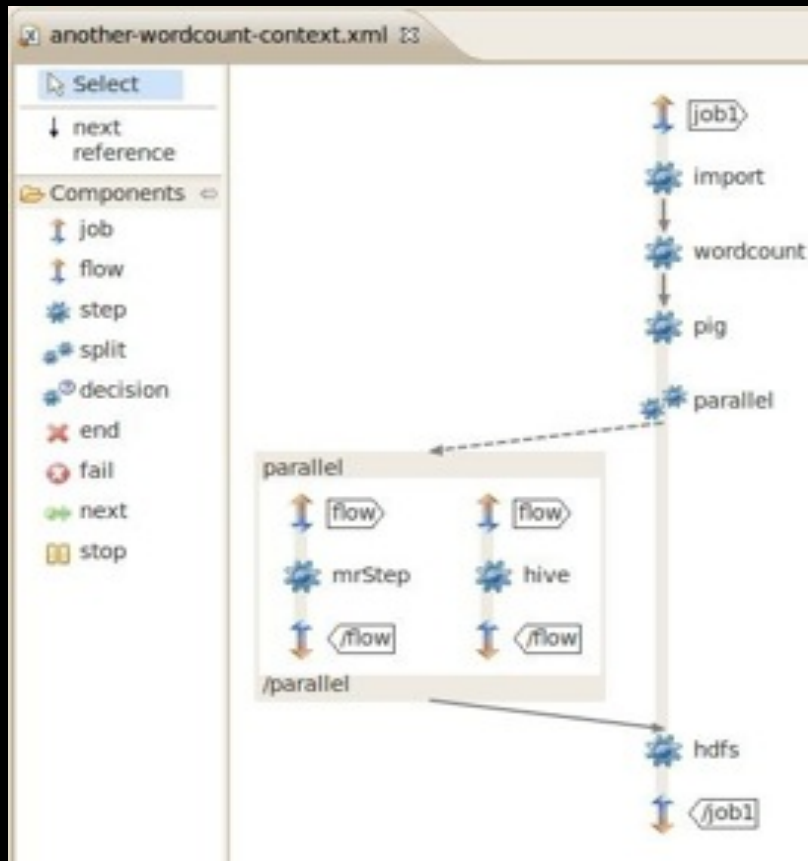 another-wordcount-context.xml
Select
next
reference
Components
job
flow
step
split
decision
end
fail
next
stop
job1
import
wordcount
pig
parallel
parallel
flow flow
mrStep hive
/flow /flow
/parallel
hdfs
/job1